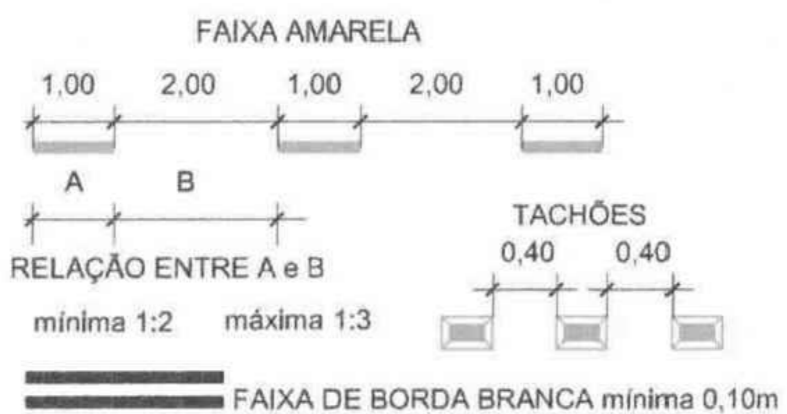 FAIXA AMARELA
1,00 2,00 1,00 2,00 1,00
A B
TACHÕES
0,40 0,40
RELAÇÃO ENTRE A e B
mínima 1:2 máxima 1:3
FAIXA DE BORDA BRANCA mínima 0,10m